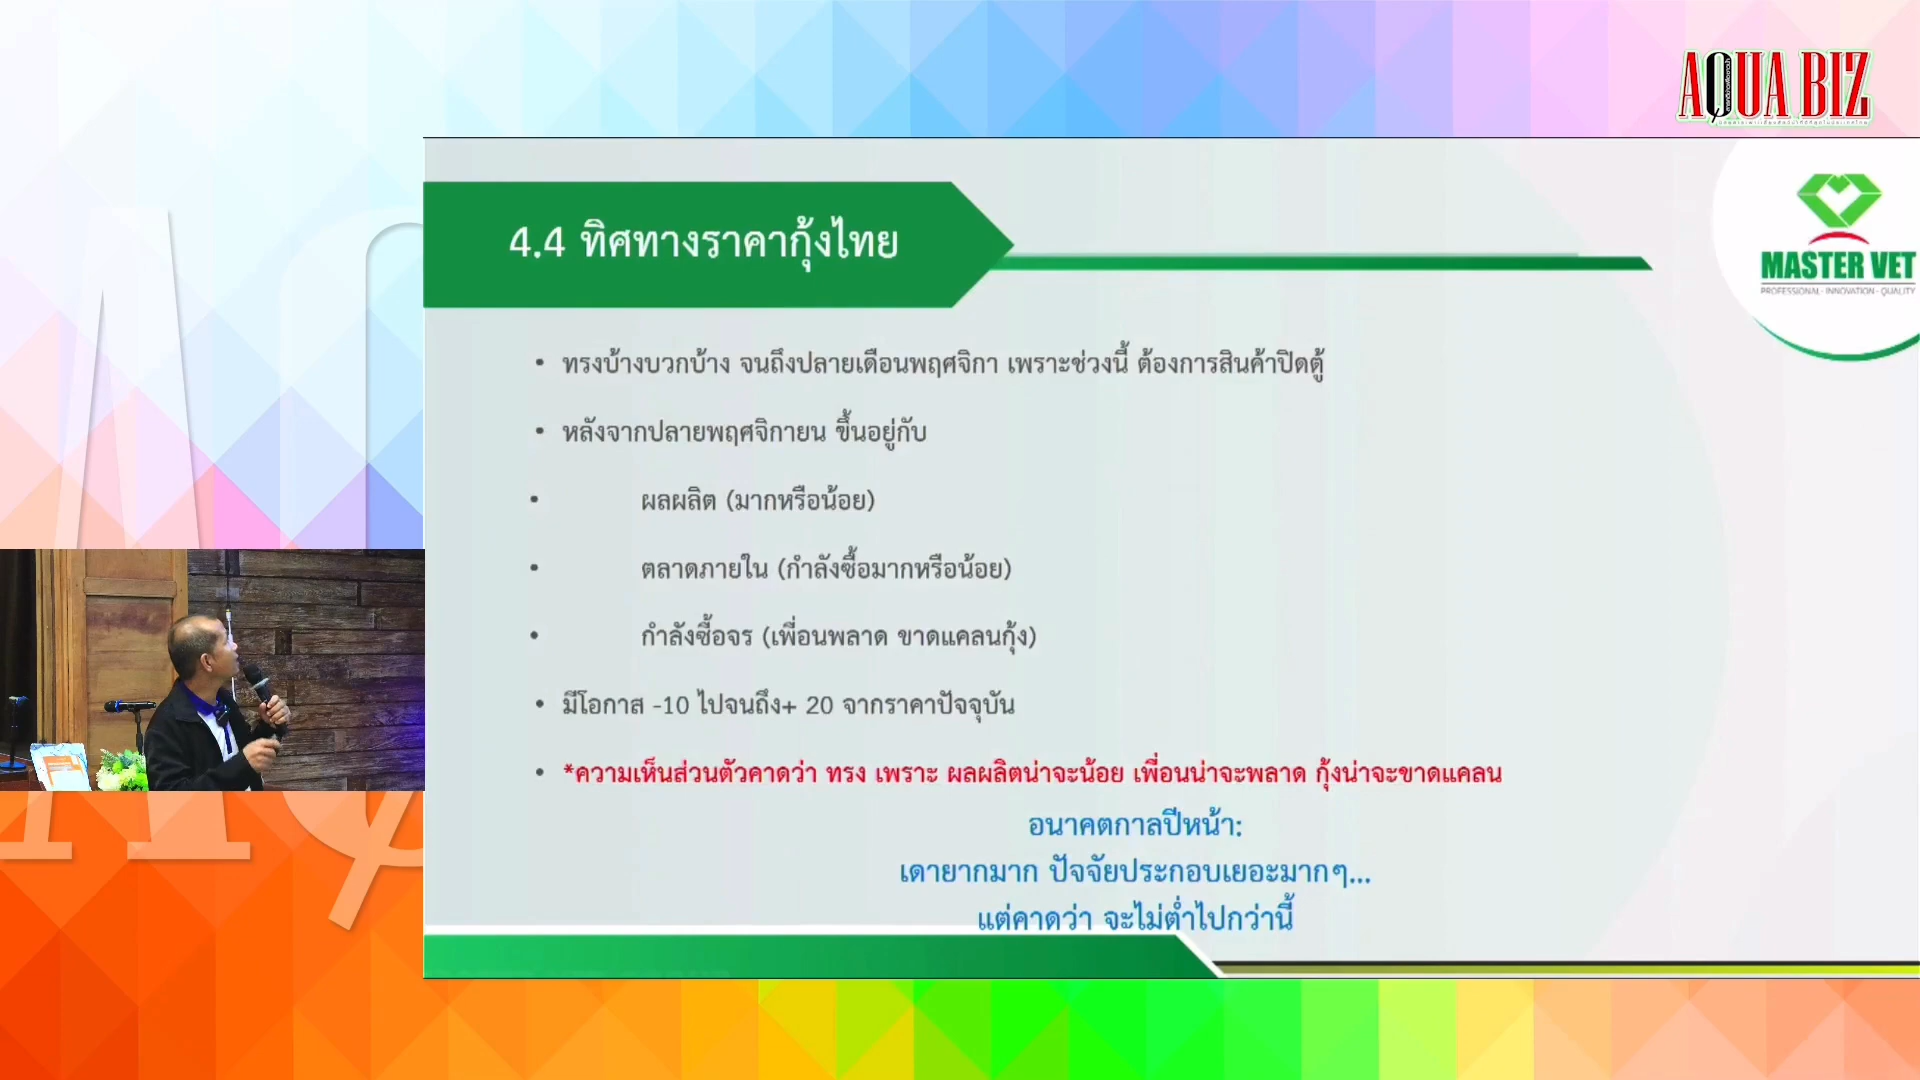 AQUA BIZ
MASTER VET
PROFESSIONAL · INNOVATION · QUALITY
4.4 ทิศทางราคากุ้งไทย
• ทรงบ้างบวกบ้าง จนถึงปลายเดือนพฤศจิกา เพราะช่วงนี้ ต้องการสินค้าปิดตู้
• หลังจากปลายพฤศจิกายน ขึ้นอยู่กับ
• ผลผลิต (มากหรือน้อย)
• ตลาดภายใน (กำลังซื้อมากหรือน้อย)
• กำลังซื้อจร (เพื่อนพลาด ขาดแคลนกุ้ง)
• มีโอกาส -10 ไปจนถึง+ 20 จากราคาปัจจุบัน
• *ความเห็นส่วนตัวคาดว่า ทรง เพราะ ผลผลิตน่าจะน้อย เพื่อนน่าจะพลาด กุ้งน่าจะขาดแคลน
อนาคตกาลปีหน้า:
เดายากมาก ปัจจัยประกอบเยอะมากๆ...
แต่คาดว่า จะไม่ต่ำไปกว่านี้